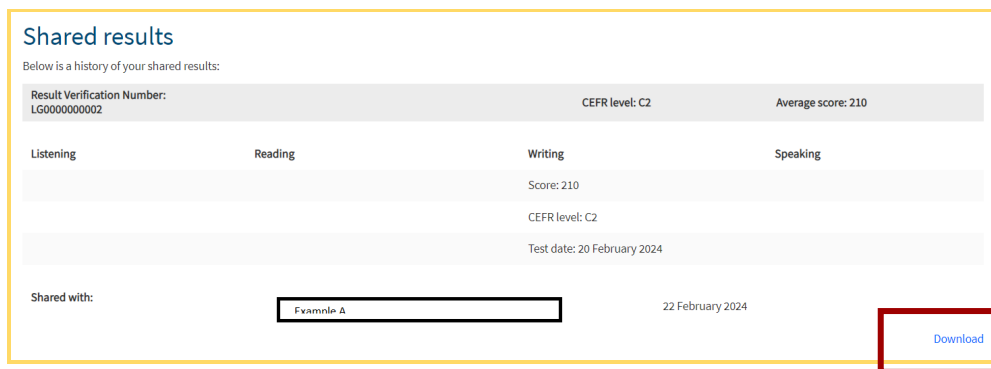 Shared results
Below is a history of your shared results:
Result Verification Number:
LG0000000002
CEFR level: C2
Average score: 210
Listening Reading Writing Speaking
Score: 210
CEFR level: C2
Test date: 20 February 2024
Shared with:
Example A
22 February 2024
Download